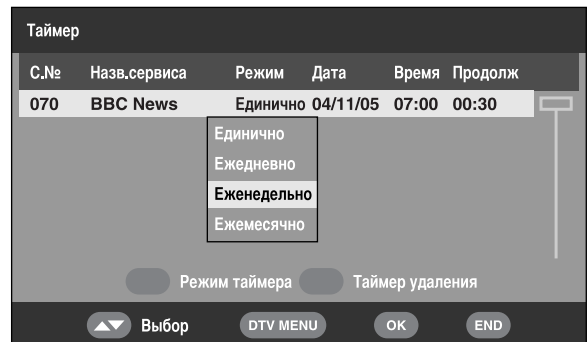 Таймер
С.№ Назв.сервиса Режим Дата Время Продолж
070 BBC News Единично 04/11/05 07:00 00:30
Единично
Ежедневно
Еженедельно
Ежемесячно
Режим таймера Таймер удаления
Выбор DTV MENU OK END